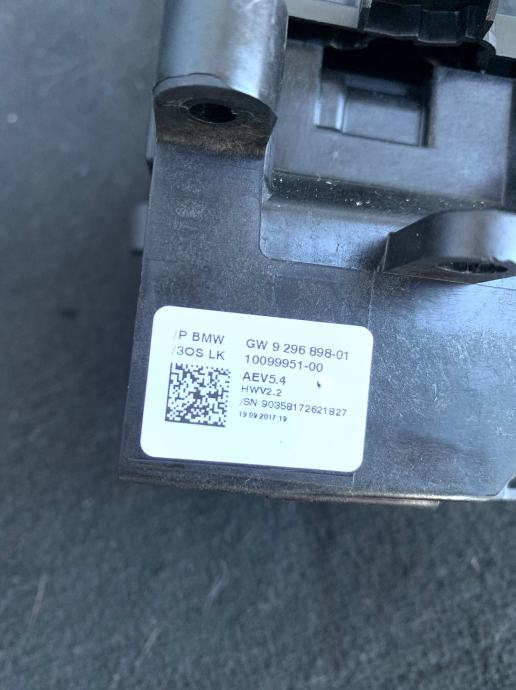 /P BMW GW 9 296 898-01
/3OS LK 10099951-00
AEV5.4
HWV2.2
/SN 90358172621827
19.09.2017:19